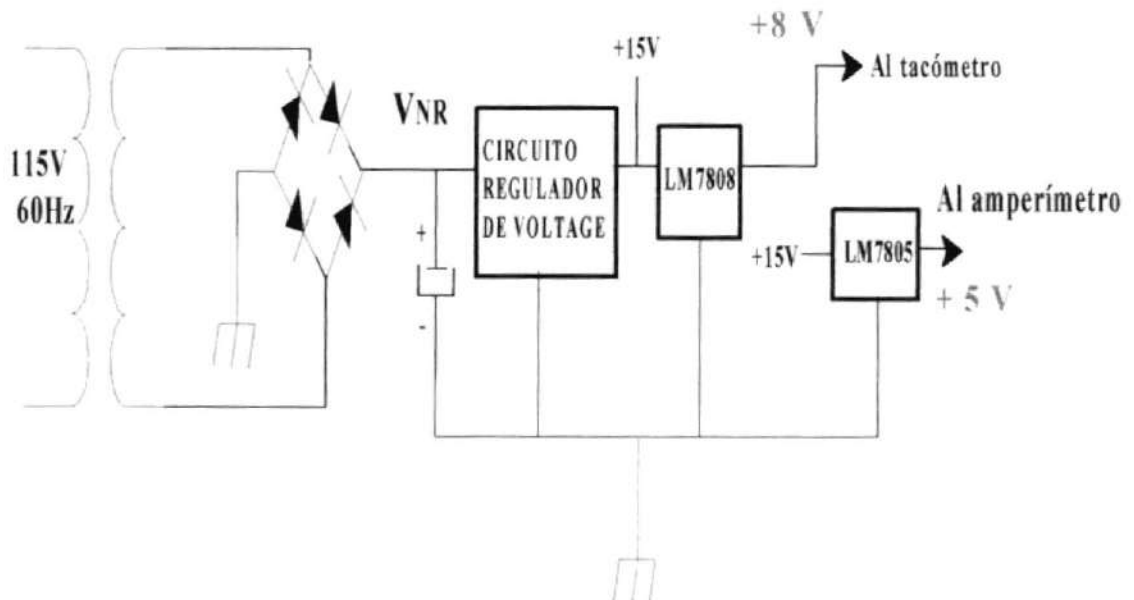 +8 V
+15V
Al tacómetro
VNR
115V
60Hz
CIRCUITO
REGULADOR
DE VOLTAGE
LM7808
Al amperímetro
+15V
LM7805
+ 5 V
+
-